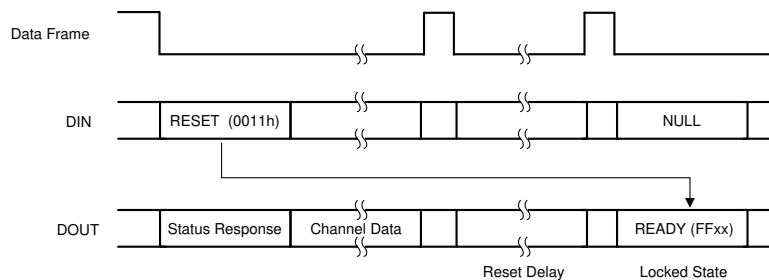 Data Frame
DIN RESET (0011h) NULL
DOUT Status Response Channel Data READY (FFxx)
Reset Delay Locked State